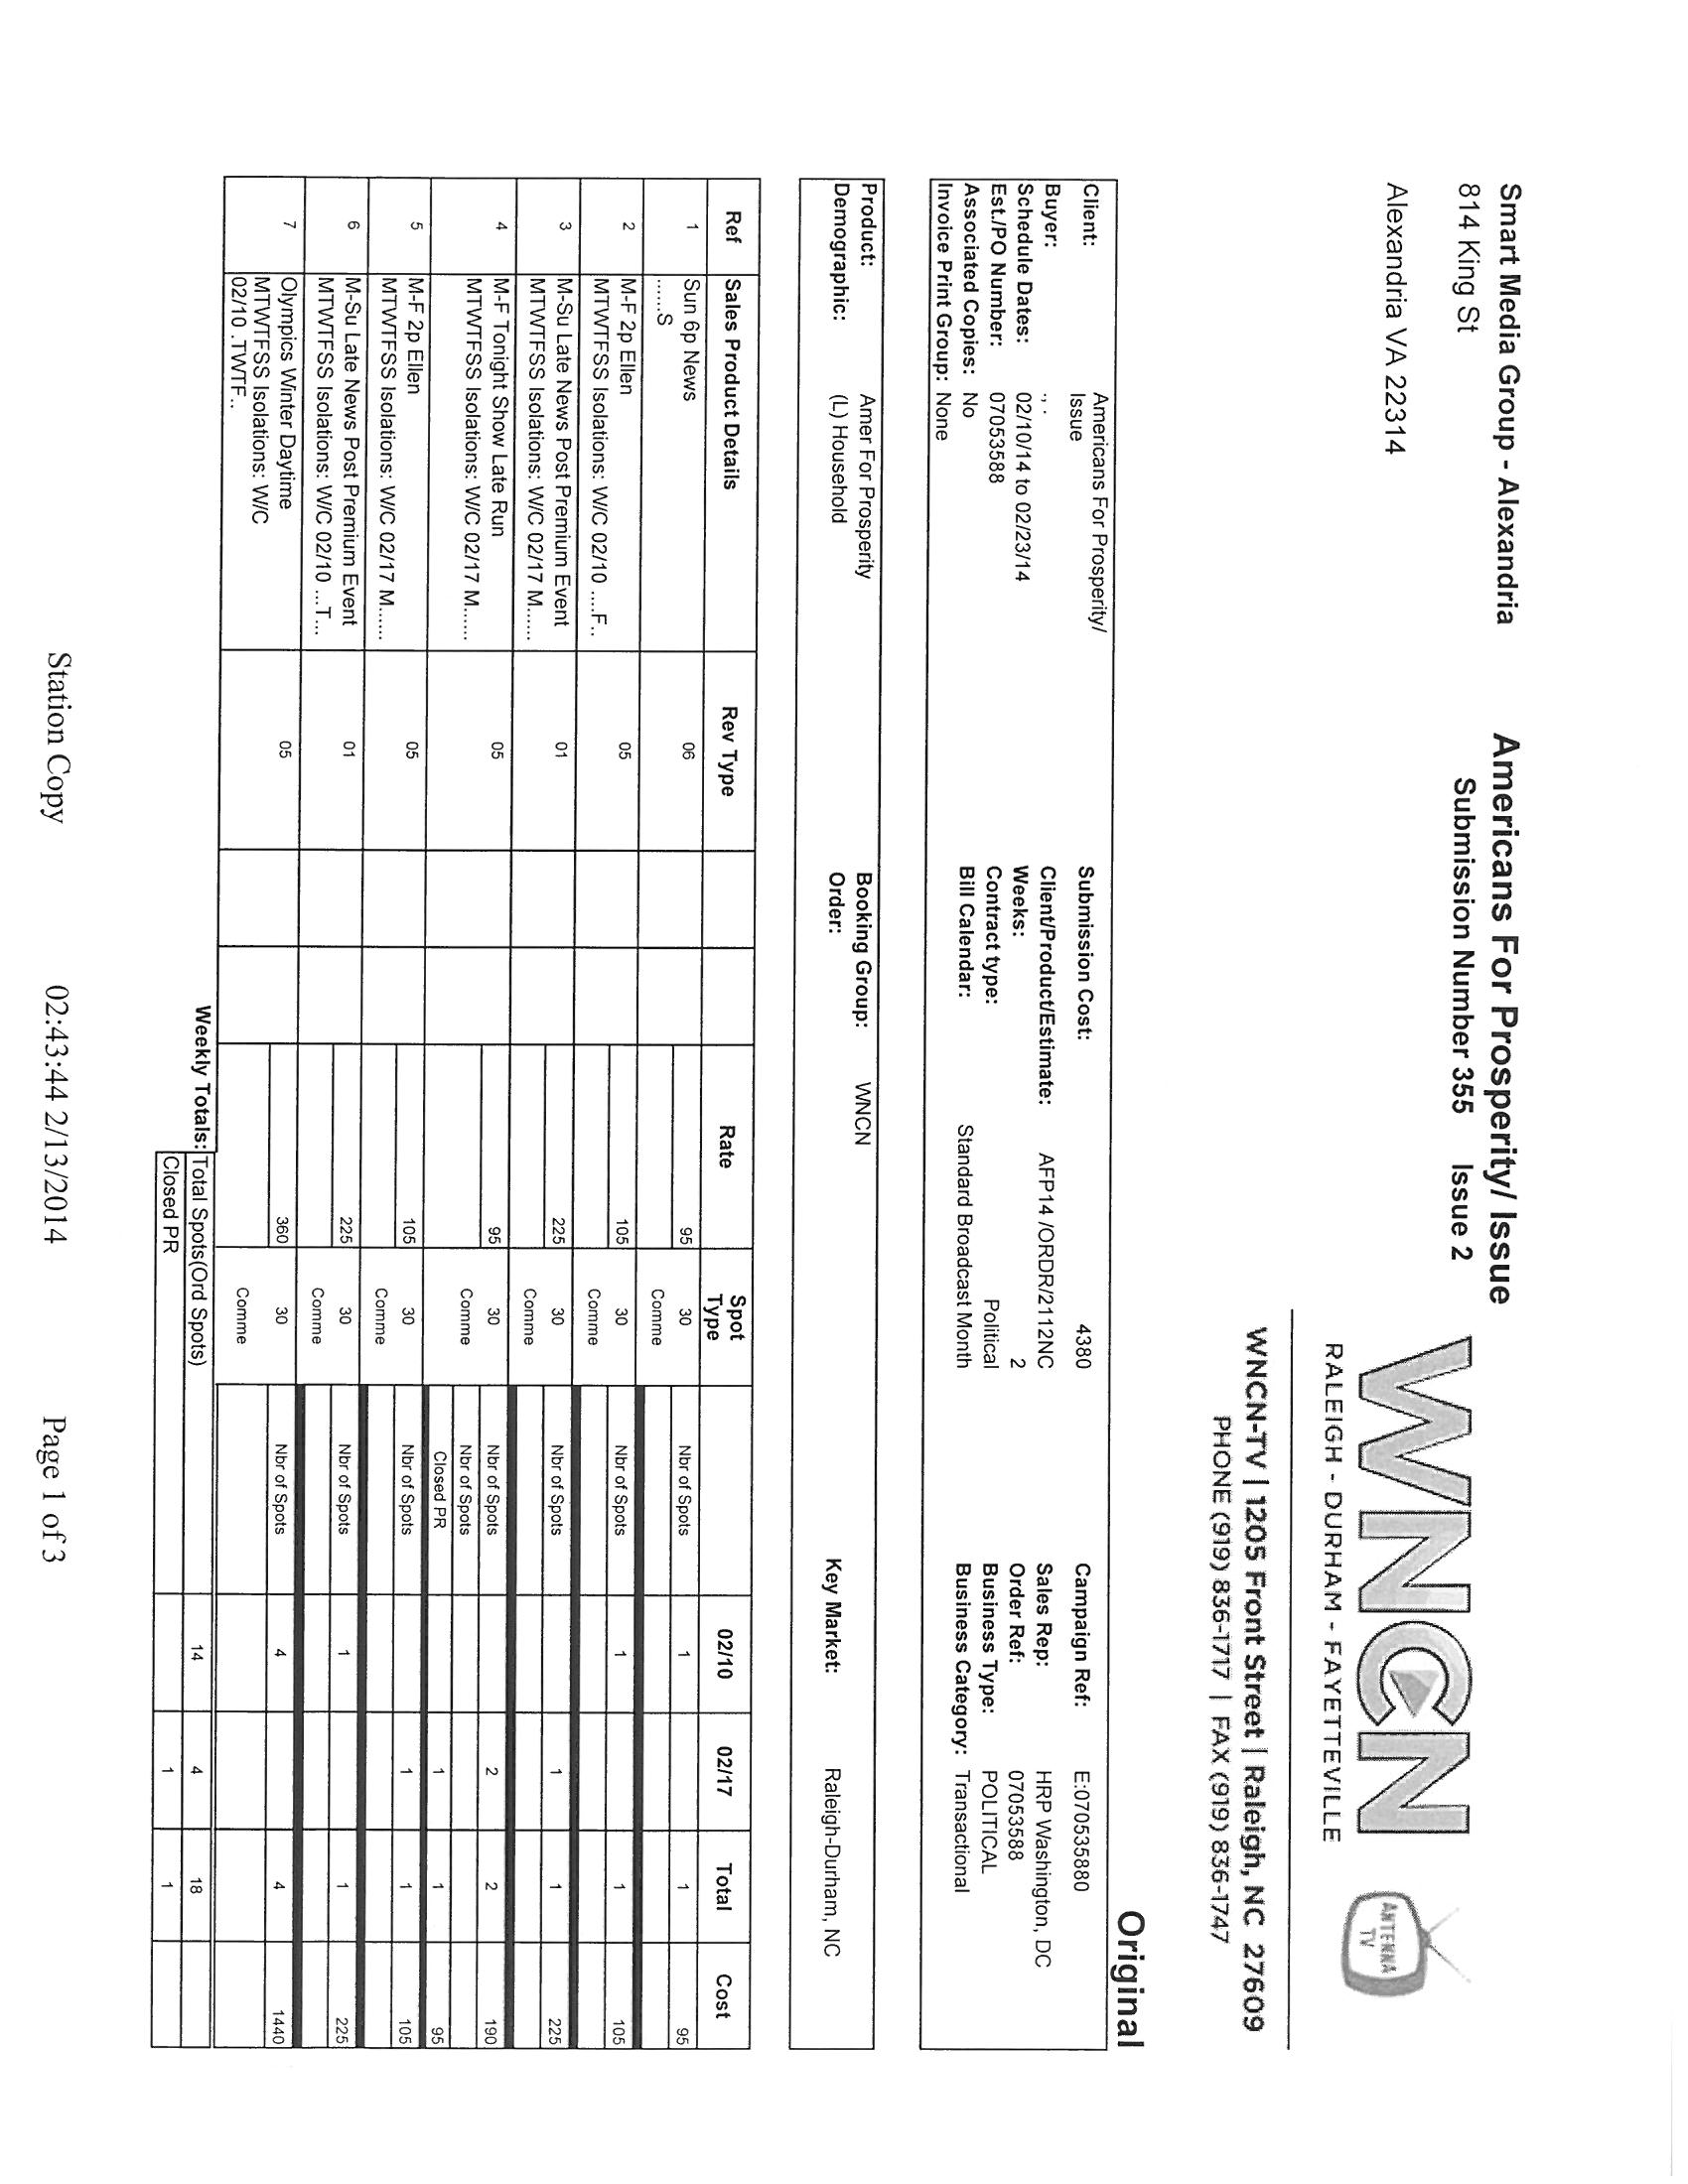 Smart Media Group - Alexandria
814 King St
Alexandria VA 22314
Americans For Prosperity/ Issue
Submission Number 355 Issue 2
WNCN
RALEIGH - DURHAM - FAYETTEVILLE
ANTENNA TV
WNCN-TV | 1205 Front Street | Raleigh, NC 27609
PHONE (919) 836-1717 | FAX (919) 836-1747
Original
Client: Americans For Prosperity/ Issue
Buyer: ., .
Schedule Dates: 02/10/14 to 02/23/14
Est./PO Number: 07053588
Associated Copies: No
Invoice Print Group: None
Submission Cost: 4380
Client/Product/Estimate: AFP14 /ORDR/2112NC
Weeks: 2
Contract type: Political
Bill Calendar: Standard Broadcast Month
Campaign Ref: E:070535880
Sales Rep: HRP Washington, DC
Order Ref: 07053588
Business Type: POLITICAL
Business Category: Transactional
Product: Amer For Prosperity Booking Group: WNCN Key Market: Raleigh-Durham, NC
Demographic: (L) Household Order:
Ref Sales Product Details Rev Type Rate Spot Type 02/10 02/17 Total Cost
1 Sun 6p News 06 95 30 Nbr of Spots 1 1 95
......S Comme
2 M-F 2p Ellen 05 105 30 Nbr of Spots 1 1 105
MTWTFSS Isolations: W/C 02/10 ....F.. Comme
3 M-Su Late News Post Premium Event 01 225 30 Nbr of Spots 1 1 225
MTWTFSS Isolations: W/C 02/17 M...... Comme
4 M-F Tonight Show Late Run 05 95 30 Nbr of Spots 2 2 190
MTWTFSS Isolations: W/C 02/17 M...... Comme Nbr of Spots
Closed PR 1 1 95
5 M-F 2p Ellen 05 105 30 Nbr of Spots 1 1 105
MTWTFSS Isolations: W/C 02/17 M...... Comme
6 M-Su Late News Post Premium Event 01 225 30 Nbr of Spots 1 1 225
MTWTFSS Isolations: W/C 02/10 ...T... Comme
7 Olympics Winter Daytime 05 360 30 Nbr of Spots 4 4 1440
MTWTFSS Isolations: W/C
02/10 .TWTF.. Comme
Weekly Totals: Total Spots(Ord Spots) 14 4 18
Closed PR 1 1
Station Copy 02:43:44 2/13/2014 Page 1 of 3